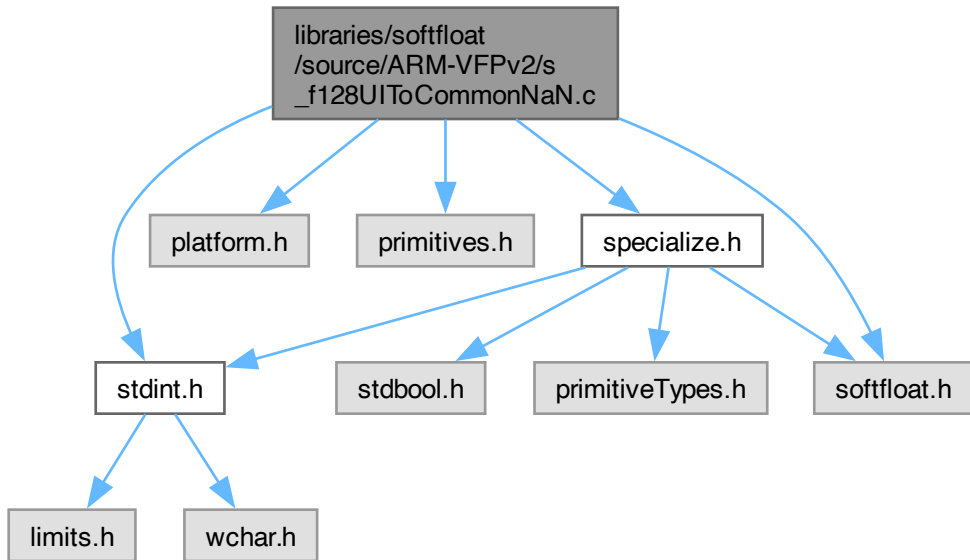 libraries/softfloat
/source/ARM-VFPv2/s
_f128UIToCommonNaN.c
platform.h
primitives.h
specialize.h
stdint.h
stdbool.h
primitiveTypes.h
softfloat.h
limits.h
wchar.h